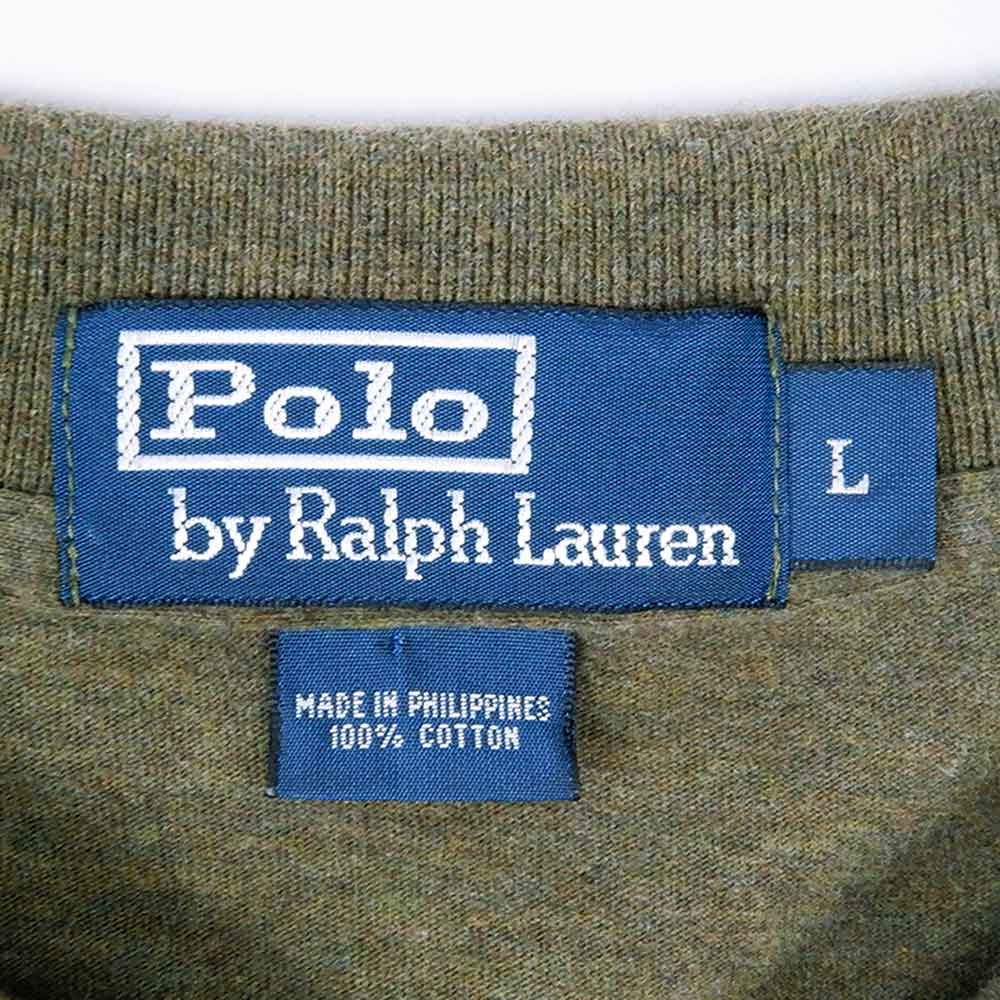 Polo
by Ralph Lauren
L
MADE IN PHILIPPINES
100% COTTON